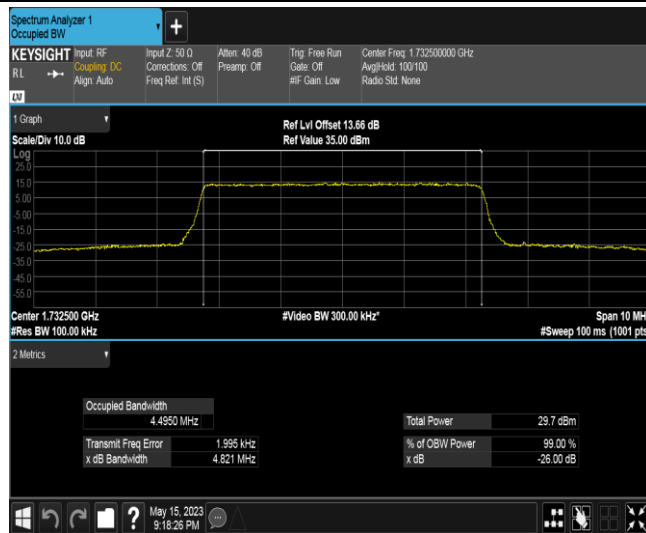 Spectrum Analyzer 1
Occupied BW
+
KEYSIGHT
RL
Input: RF
Coupling: DC
Align: Auto
Input Z: 50 Ω
Corrections: Off
Freq Ref: Int (S)
Atten: 40 dB
Preamp: Off
Trig: Free Run
Gate: Off
#IF Gain: Low
Center Freq: 1.732500000 GHz
Avg|Hold: 100/100
Radio Std: None
1 Graph
Scale/Div 10.0 dB
Ref Lvl Offset 13.66 dB
Ref Value 35.00 dBm
Log
25.0
15.0
5.00
-5.00
-15.0
-25.0
-35.0
-45.0
-55.0
Center 1.732500 GHz
#Res BW 100.00 kHz
#Video BW 300.00 kHz*
Span 10 MH
#Sweep 100 ms (1001 pts
2 Metrics
Occupied Bandwidth
4.4950 MHz
Transmit Freq Error 1.995 kHz
x dB Bandwidth 4.821 MHz
Total Power 29.7 dBm
% of OBW Power 99.00 %
x dB -26.00 dB
?
May 15, 2023
9:18:26 PM